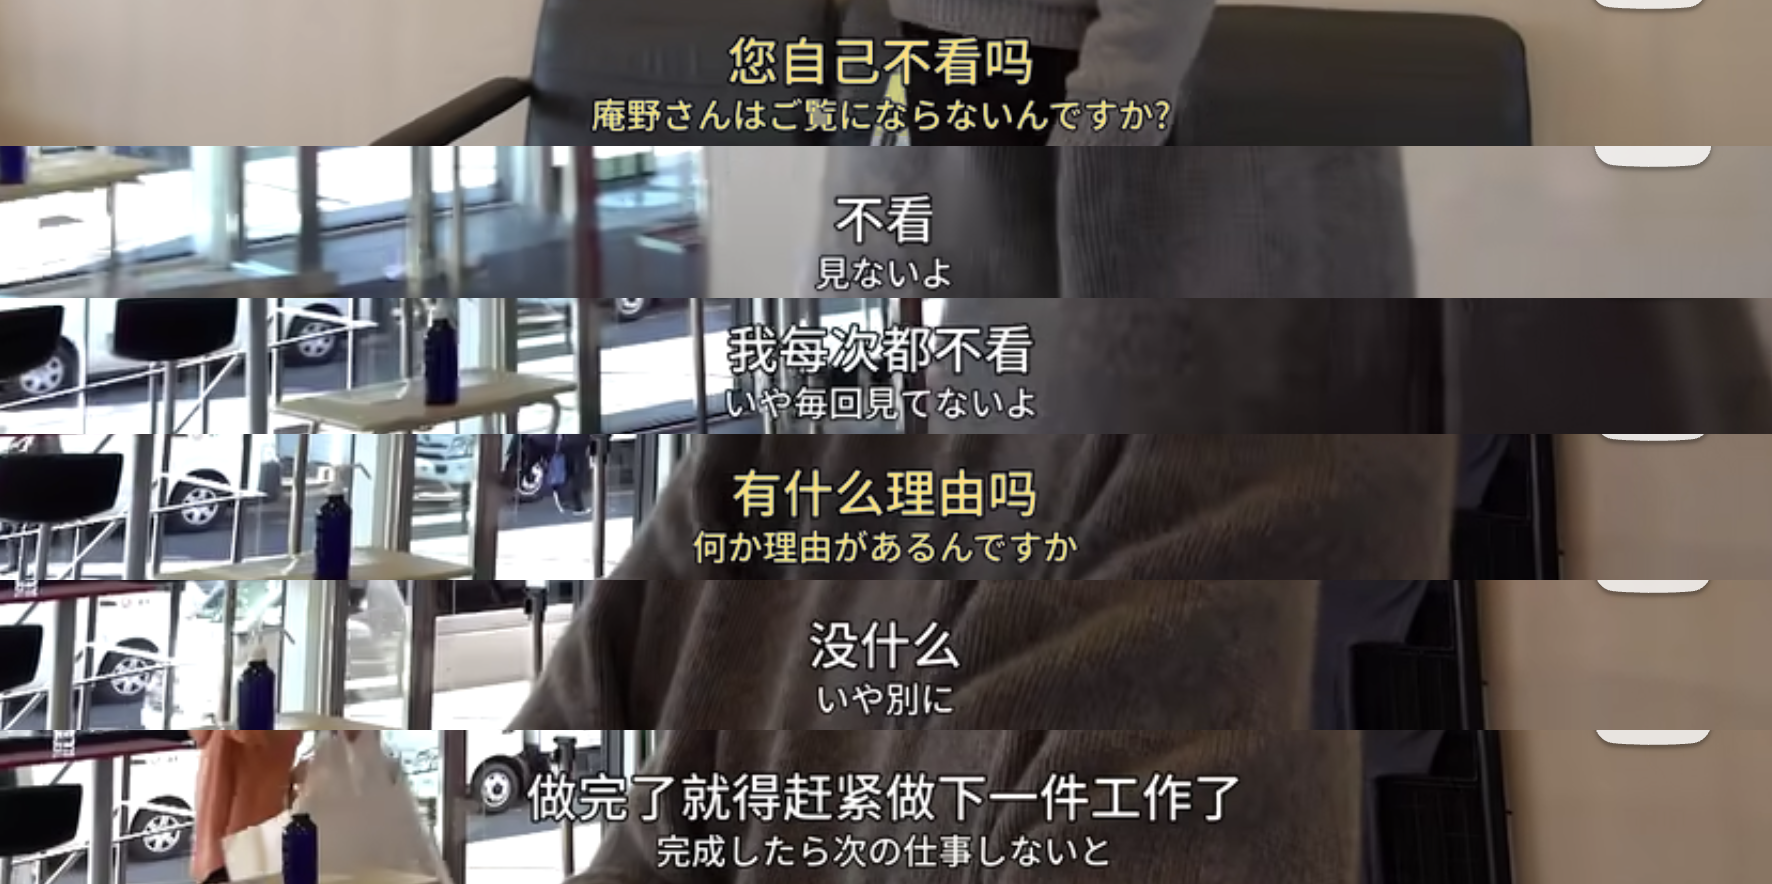 您自己不看吗
庵野さんはご覧にならないんですか?
不看
見ないよ
我每次都不看
いや毎回見てないよ
有什么理由吗
何か理由があるんですか
没什么
いや別に
做完了就得赶紧做下一件工作了
完成したら次の仕事しないと